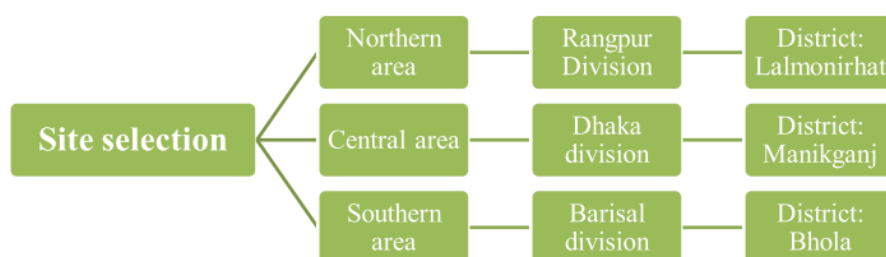 Northern
area
Rangpur
Division
District:
Lalmonirhat
Site selection
Central area
Dhaka
division
District:
Manikganj
Southern
area
Barisal
division
District:
Bhola